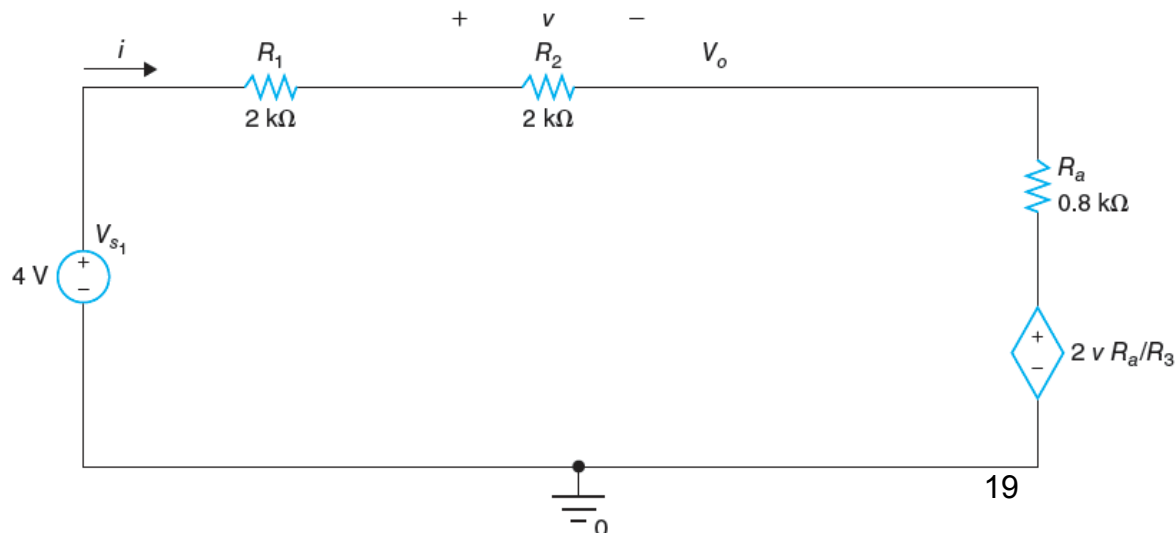 + v −
i R₁ R₂ Vₒ
2 kΩ 2 kΩ
Rₐ
0.8 kΩ
Vₛ₁
4 V + −
+ − 2 v Rₐ/R₃
19
0